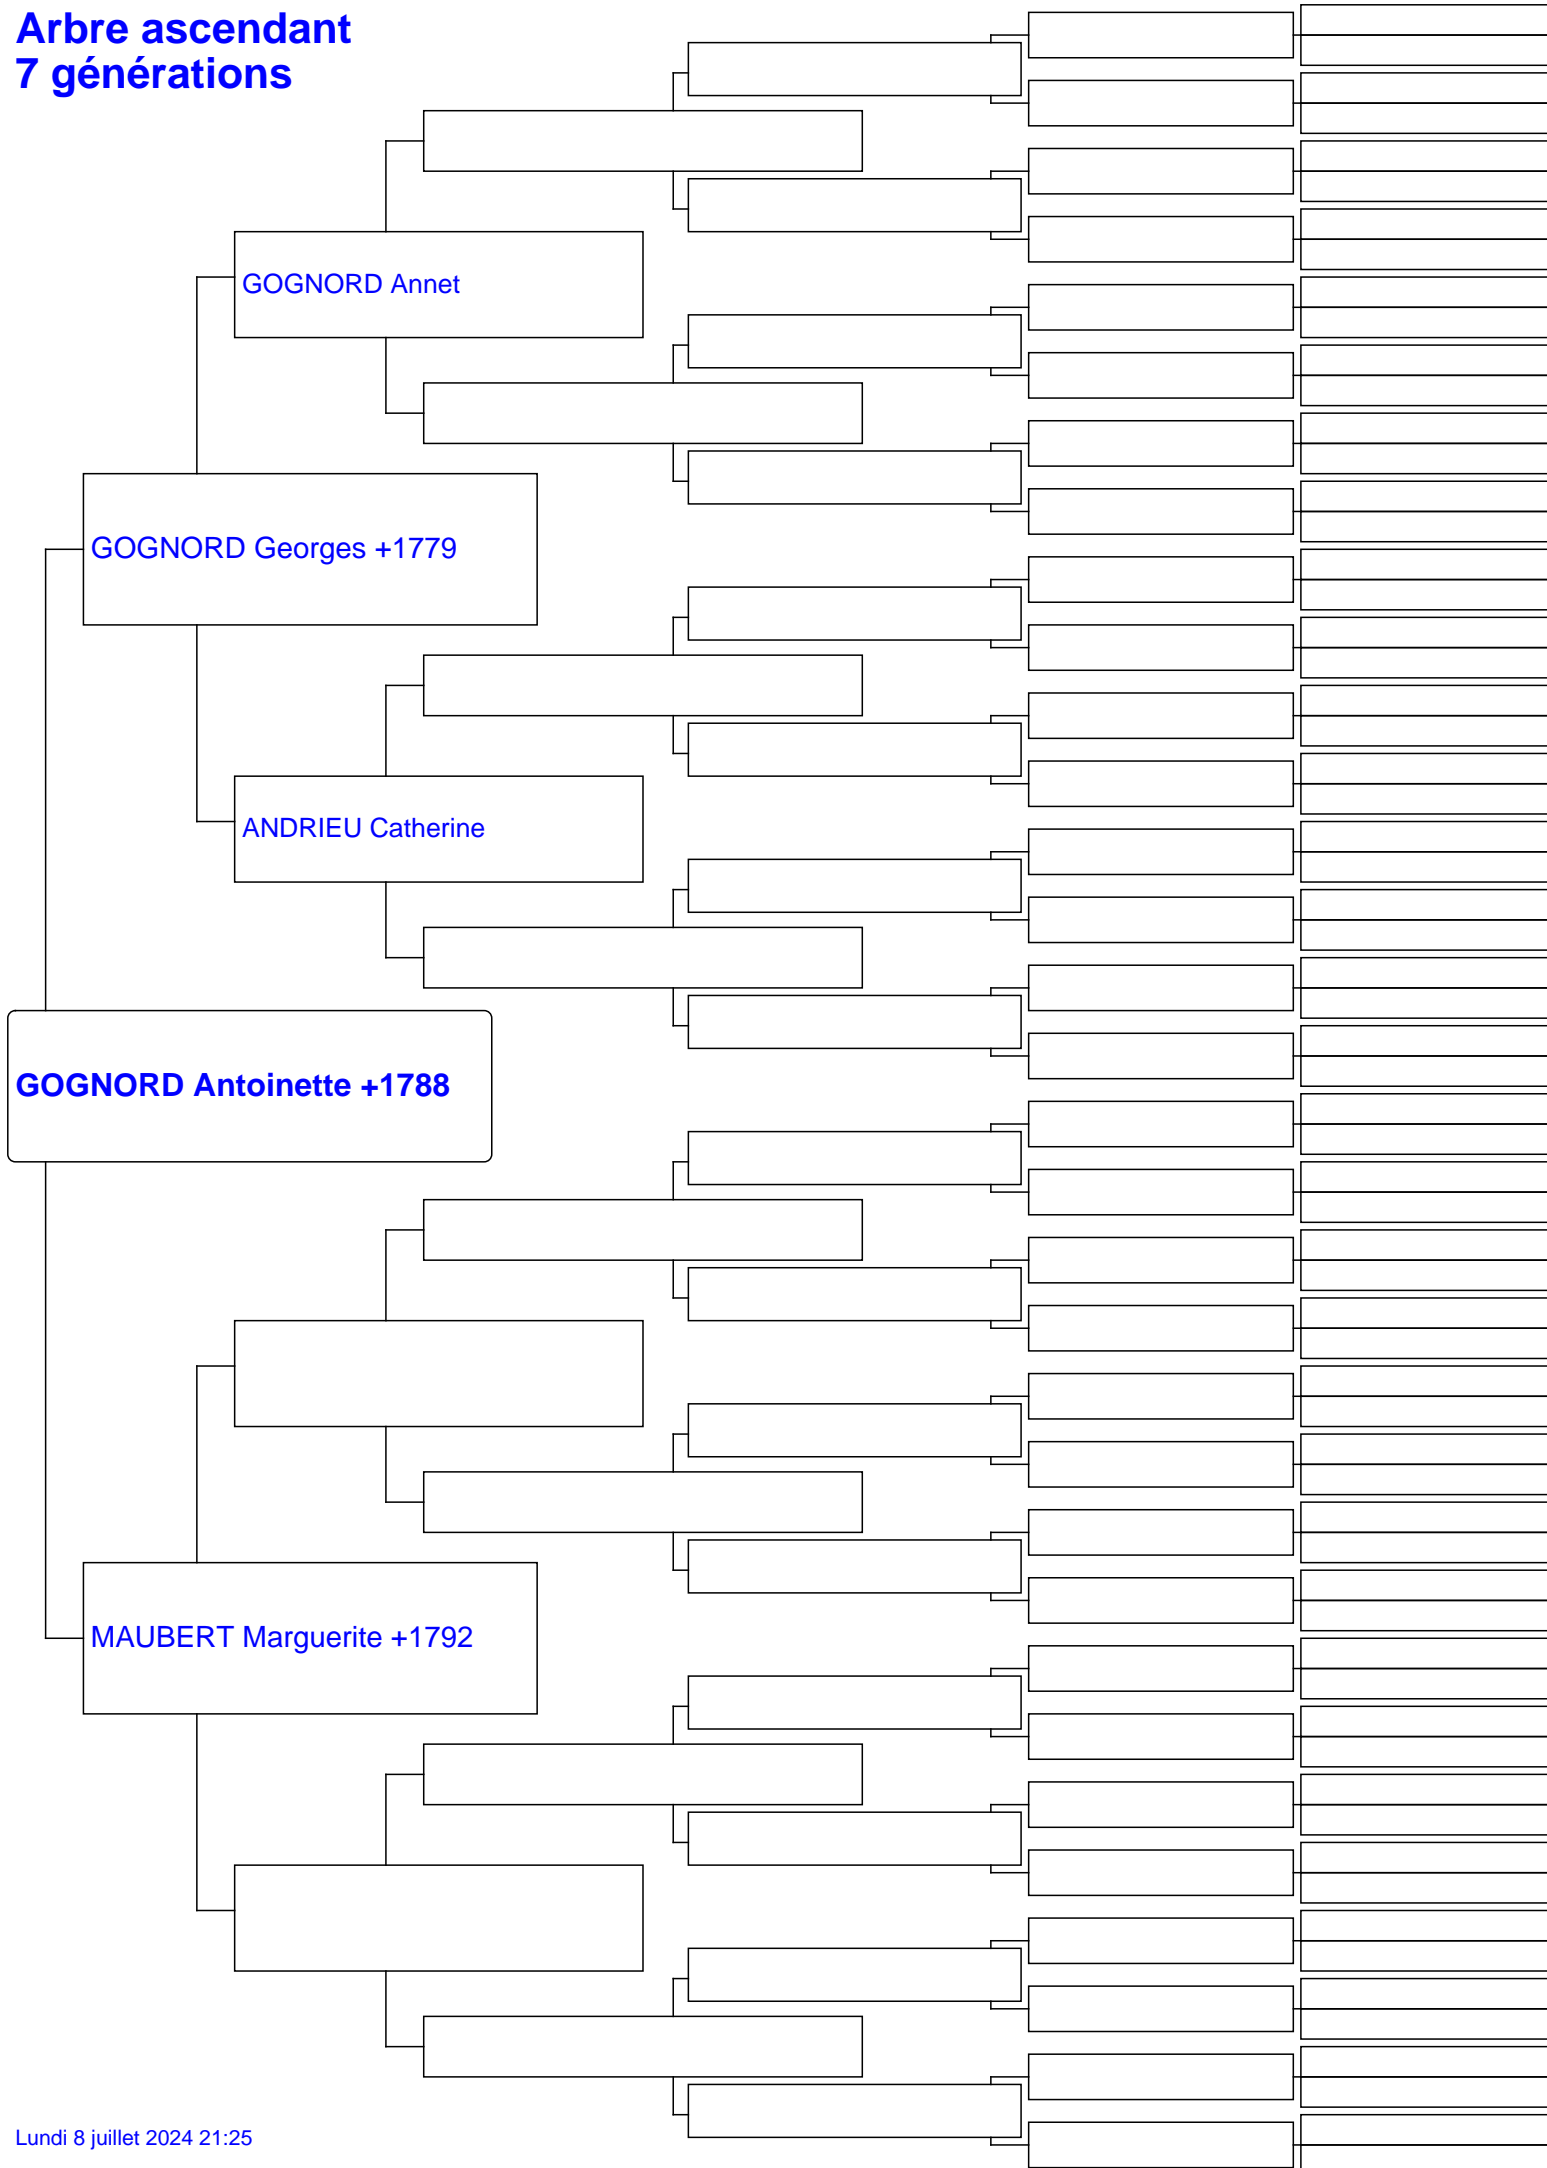 Arbre ascendant
7 générations
GOGNORD Annet
GOGNORD Georges +1779
ANDRIEU Catherine
GOGNORD Antoinette +1788
MAUBERT Marguerite +1792
Lundi 8 juillet 2024 21:25